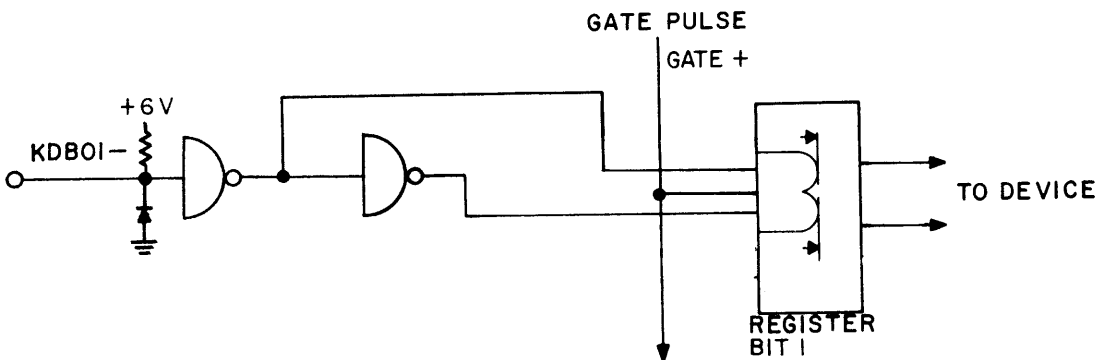 GATE PULSE
GATE +
+6V
KDB01-
TO DEVICE
REGISTER
BIT 1